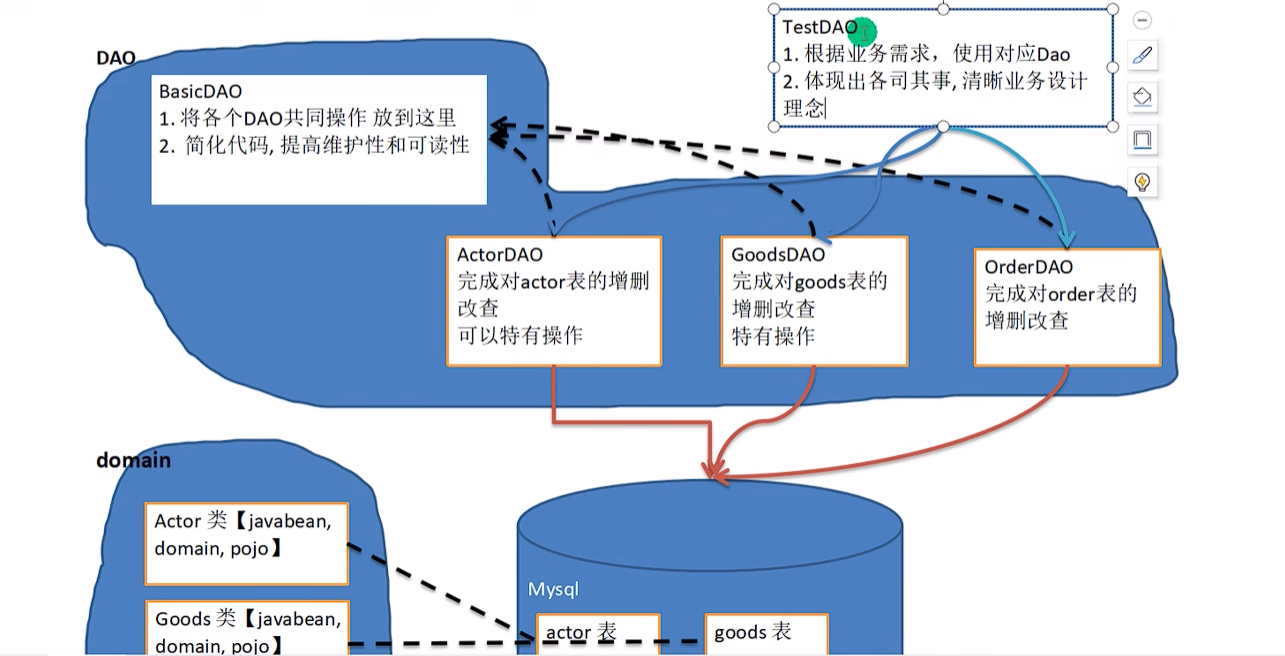 DAO
BasicDAO
1. 将各个DAO共同操作 放到这里
2. 简化代码, 提高维护性和可读性
TestDAO
1. 根据业务需求，使用对应Dao
2. 体现出各司其事, 清晰业务设计
理念
ActorDAO
完成对actor表的增删
改查
可以特有操作
GoodsDAO
完成对goods表的
增删改查
特有操作
OrderDAO
完成对order表的
增删改查
domain
Actor 类【javabean,
domain, pojo】
Goods 类【javabean,
domain, pojo】
Mysql
actor 表
goods 表